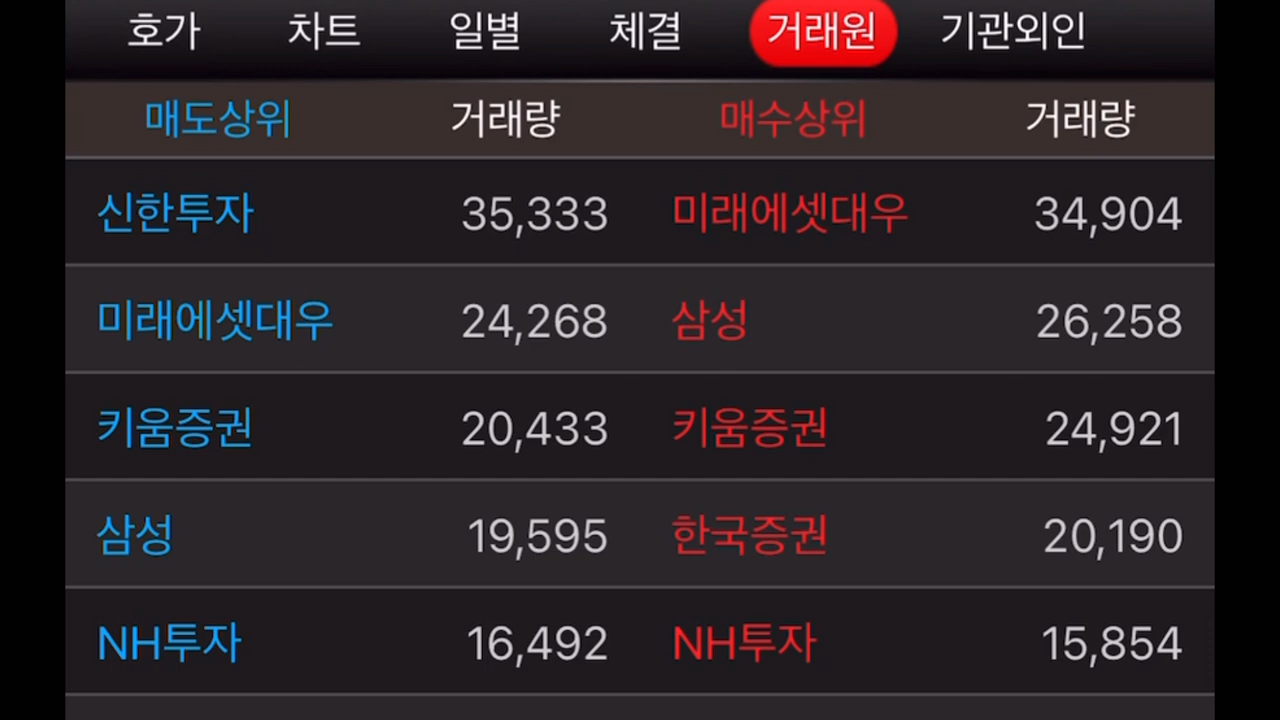 호가 차트 일별 체결 거래원 기관외인
매도상위 거래량 매수상위 거래량
신한투자 35,333 미래에셋대우 34,904
미래에셋대우 24,268 삼성 26,258
키움증권 20,433 키움증권 24,921
삼성 19,595 한국증권 20,190
NH투자 16,492 NH투자 15,854